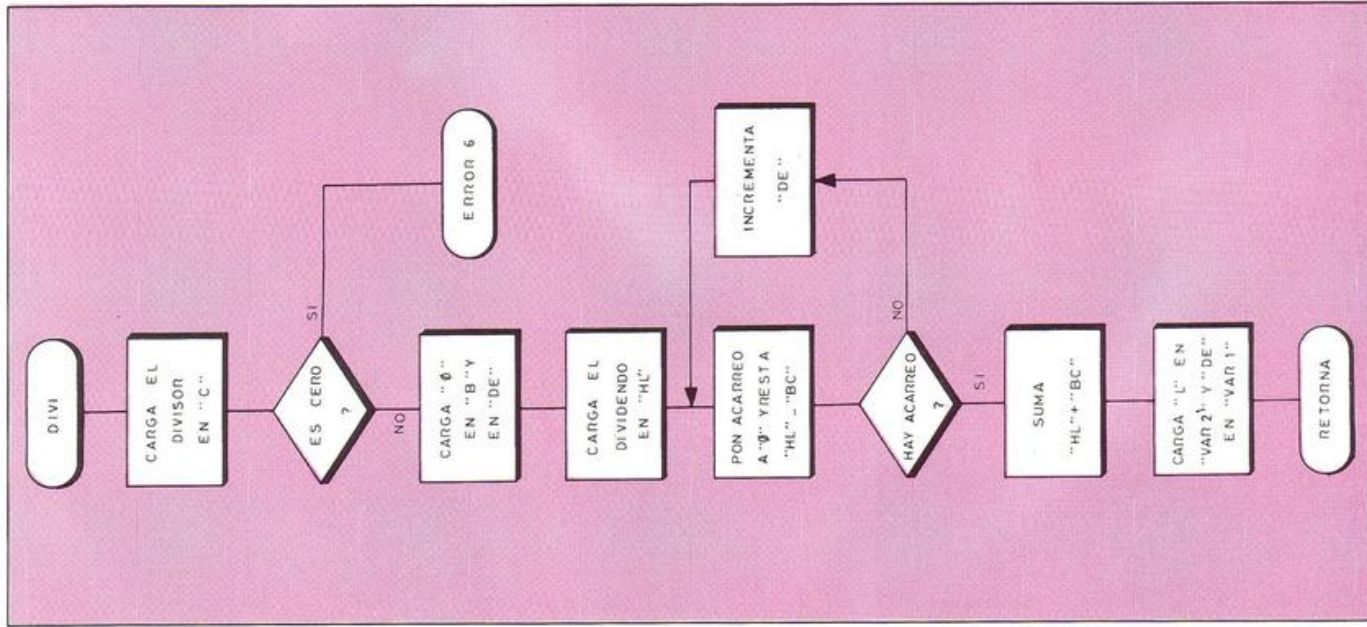 DIVI
CARGA EL
DIVISOR
EN "C"
ES CERO
?
SI
ERROR 6
NO
CARGA "Ø"
EN "B" Y
EN "DE"
CARGA EL
DIVIDENDO
EN "HL"
PON ACARREO
A "Ø" Y RESTA
"HL" - "BC"
INCREMENTA
"DE"
HAY ACARREO
?
NO
SI
SUMA
"HL" + "BC"
CARGA "L" EN
"VAR 2" Y "DE"
EN "VAR 1"
RETORNA